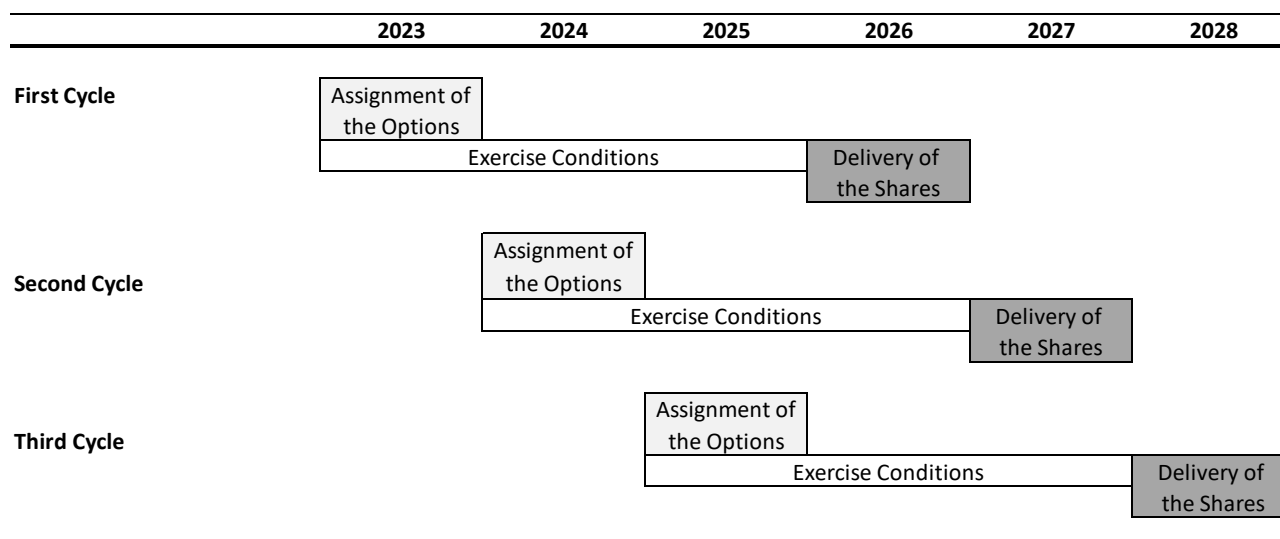 2023 2024 2025 2026 2027 2028
First Cycle
Assignment of
the Options
Exercise Conditions
Delivery of
the Shares
Second Cycle
Assignment of
the Options
Exercise Conditions
Delivery of
the Shares
Third Cycle
Assignment of
the Options
Exercise Conditions
Delivery of
the Shares